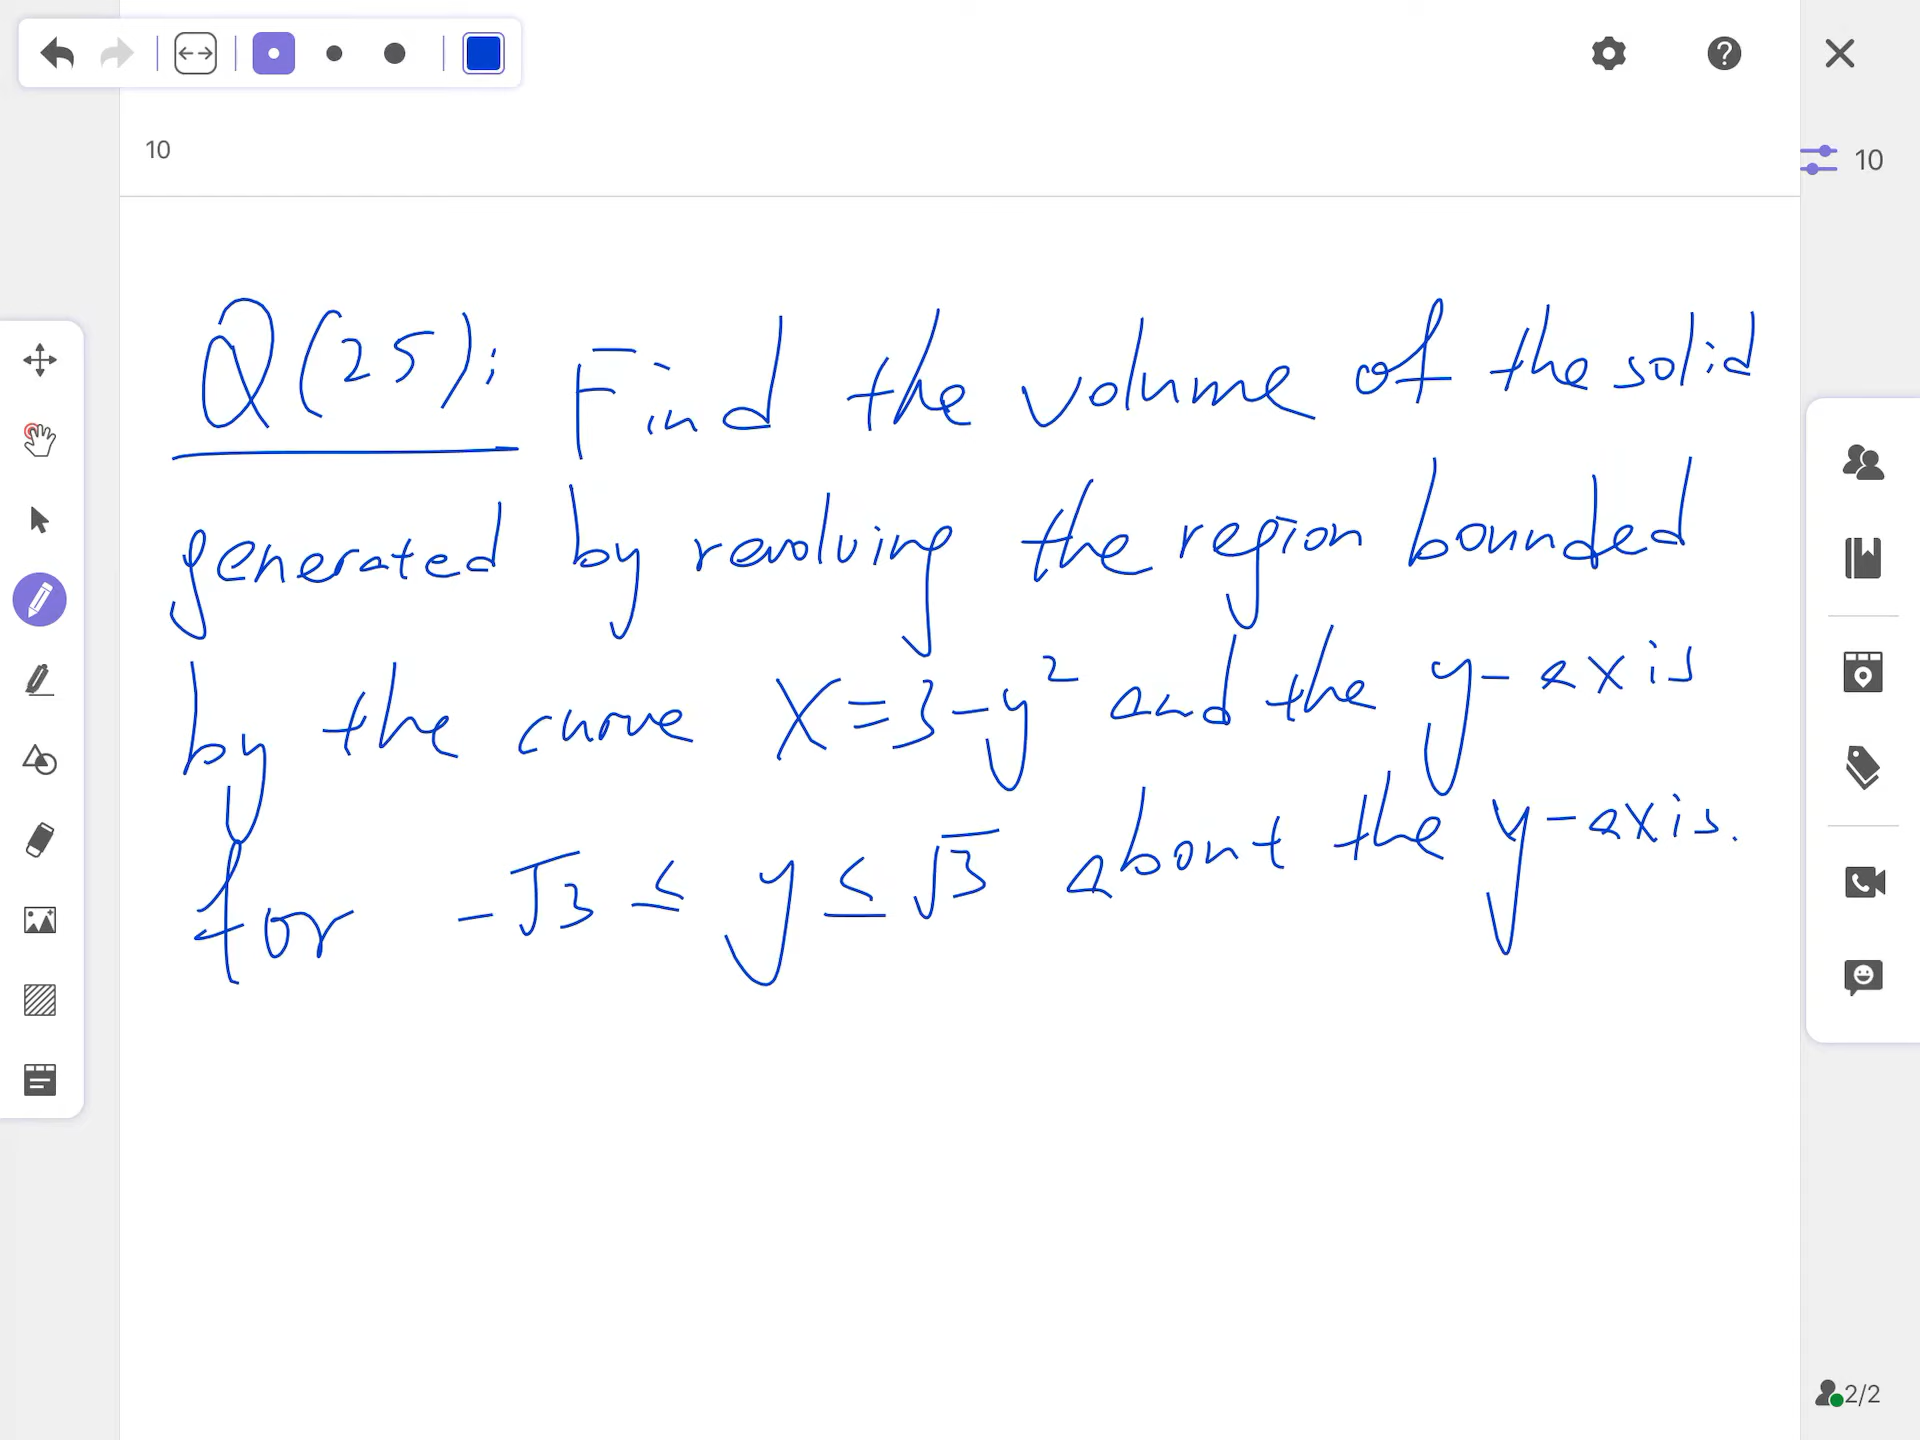 10
10
Q(25): Find the volume of the solid
generated by revolving the region bounded
by the curve x=3-y² and the y-axis
for -√3 ≤ y ≤ √3 about the y-axis.
2/2